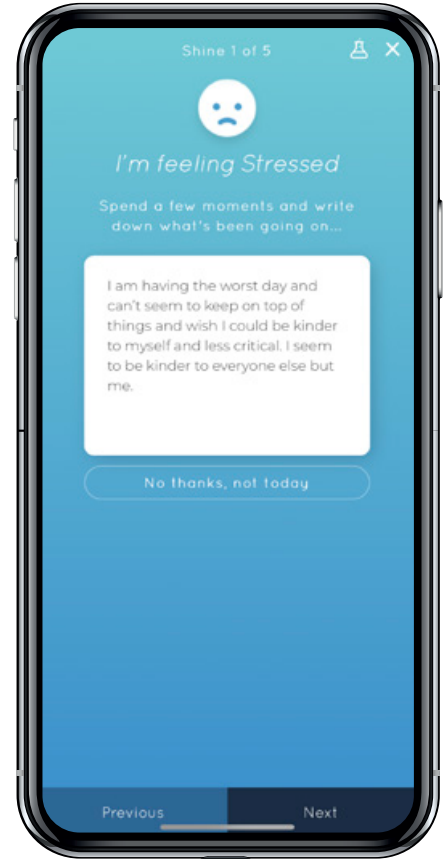 Shine 1 of 5
I'm feeling Stressed
Spend a few moments and write
down what's been going on...
I am having the worst day and
can't seem to keep on top of
things and wish I could be kinder
to myself and less critical. I seem
to be kinder to everyone else but
me.
No thanks, not today
Previous
Next